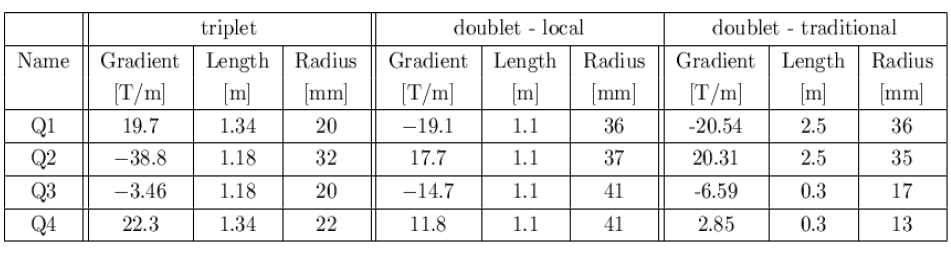 triplet doublet - local doublet - traditional
Name Gradient Length Radius Gradient Length Radius Gradient Length Radius
[T/m] [m] [mm] [T/m] [m] [mm] [T/m] [m] [mm]
Q1 19.7 1.34 20 −19.1 1.1 36 -20.54 2.5 36
Q2 −38.8 1.18 32 17.7 1.1 37 20.31 2.5 35
Q3 −3.46 1.18 20 −14.7 1.1 41 -6.59 0.3 17
Q4 22.3 1.34 22 11.8 1.1 41 2.85 0.3 13